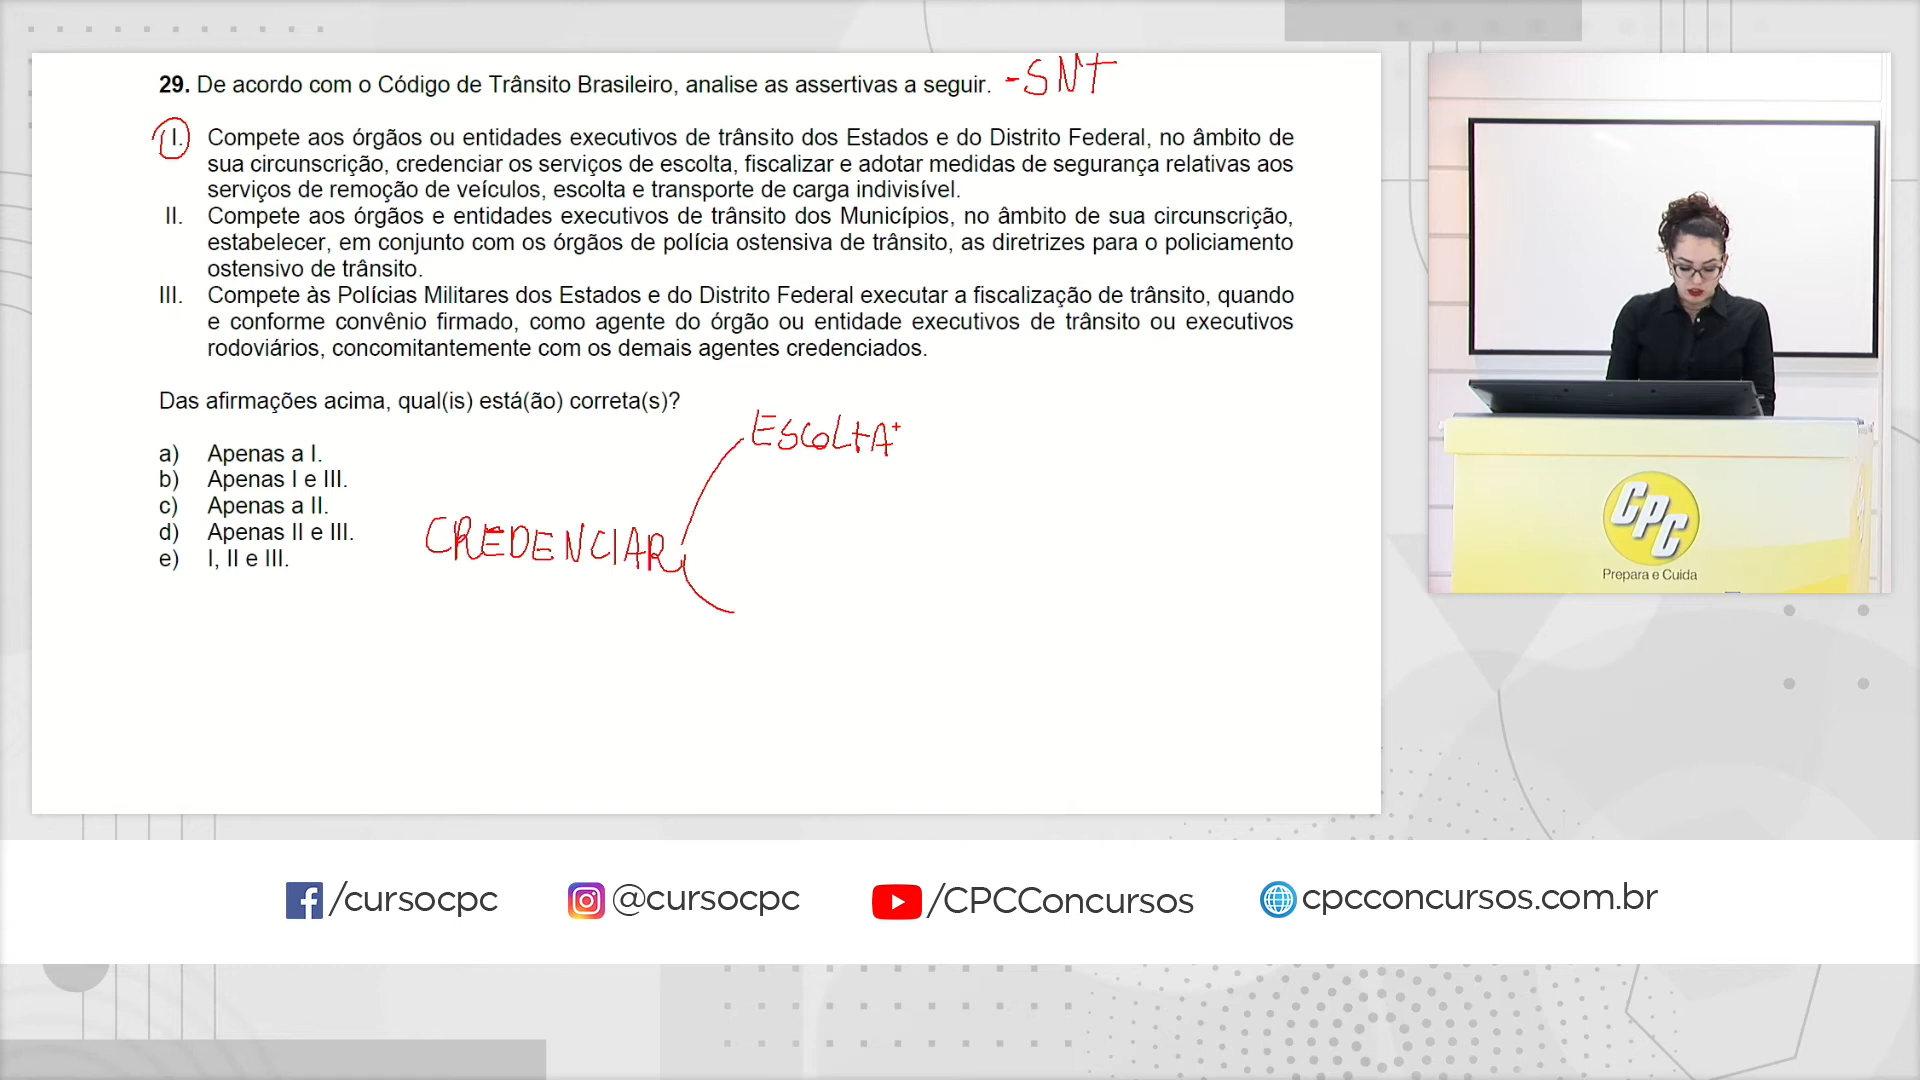 29. De acordo com o Código de Trânsito Brasileiro, analise as assertivas a seguir. -SNT
I. Compete aos órgãos ou entidades executivos de trânsito dos Estados e do Distrito Federal, no âmbito de
sua circunscrição, credenciar os serviços de escolta, fiscalizar e adotar medidas de segurança relativas aos
serviços de remoção de veículos, escolta e transporte de carga indivisível.
II. Compete aos órgãos e entidades executivos de trânsito dos Municípios, no âmbito de sua circunscrição,
estabelecer, em conjunto com os órgãos de polícia ostensiva de trânsito, as diretrizes para o policiamento
ostensivo de trânsito.
III. Compete às Polícias Militares dos Estados e do Distrito Federal executar a fiscalização de trânsito, quando
e conforme convênio firmado, como agente do órgão ou entidade executivos de trânsito ou executivos
rodoviários, concomitantemente com os demais agentes credenciados.
Das afirmações acima, qual(is) está(ão) correta(s)?
ESCOLTA+
a) Apenas a I.
b) Apenas I e III.
c) Apenas a II.
d) Apenas II e III.
e) I, II e III.
CREDENCIAR
CPC
Prepara e Cuida
/cursocpc
@cursocpc
/CPCConcursos
cpcconcursos.com.br